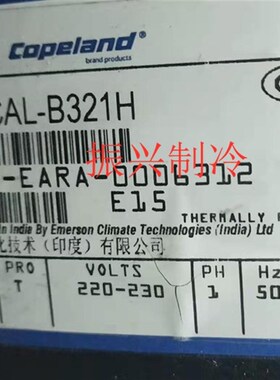 Copeland
brand products
CAL-B321H
振兴制冷
-EARA-0006312
E15
THERMALLY
in India By Emerson Climate Technologies (India) Ltd
化技术（印度）有限公司
PRO VOLTS PH Hz
T 220-230 1 50